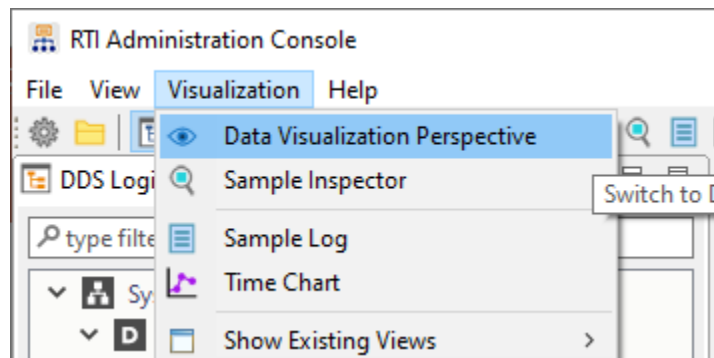 RTI Administration Console
File View Visualization Help
Data Visualization Perspective
DDS Logi
Sample Inspector
Switch to D
type filte
Sample Log
Sys
Time Chart
D
Show Existing Views